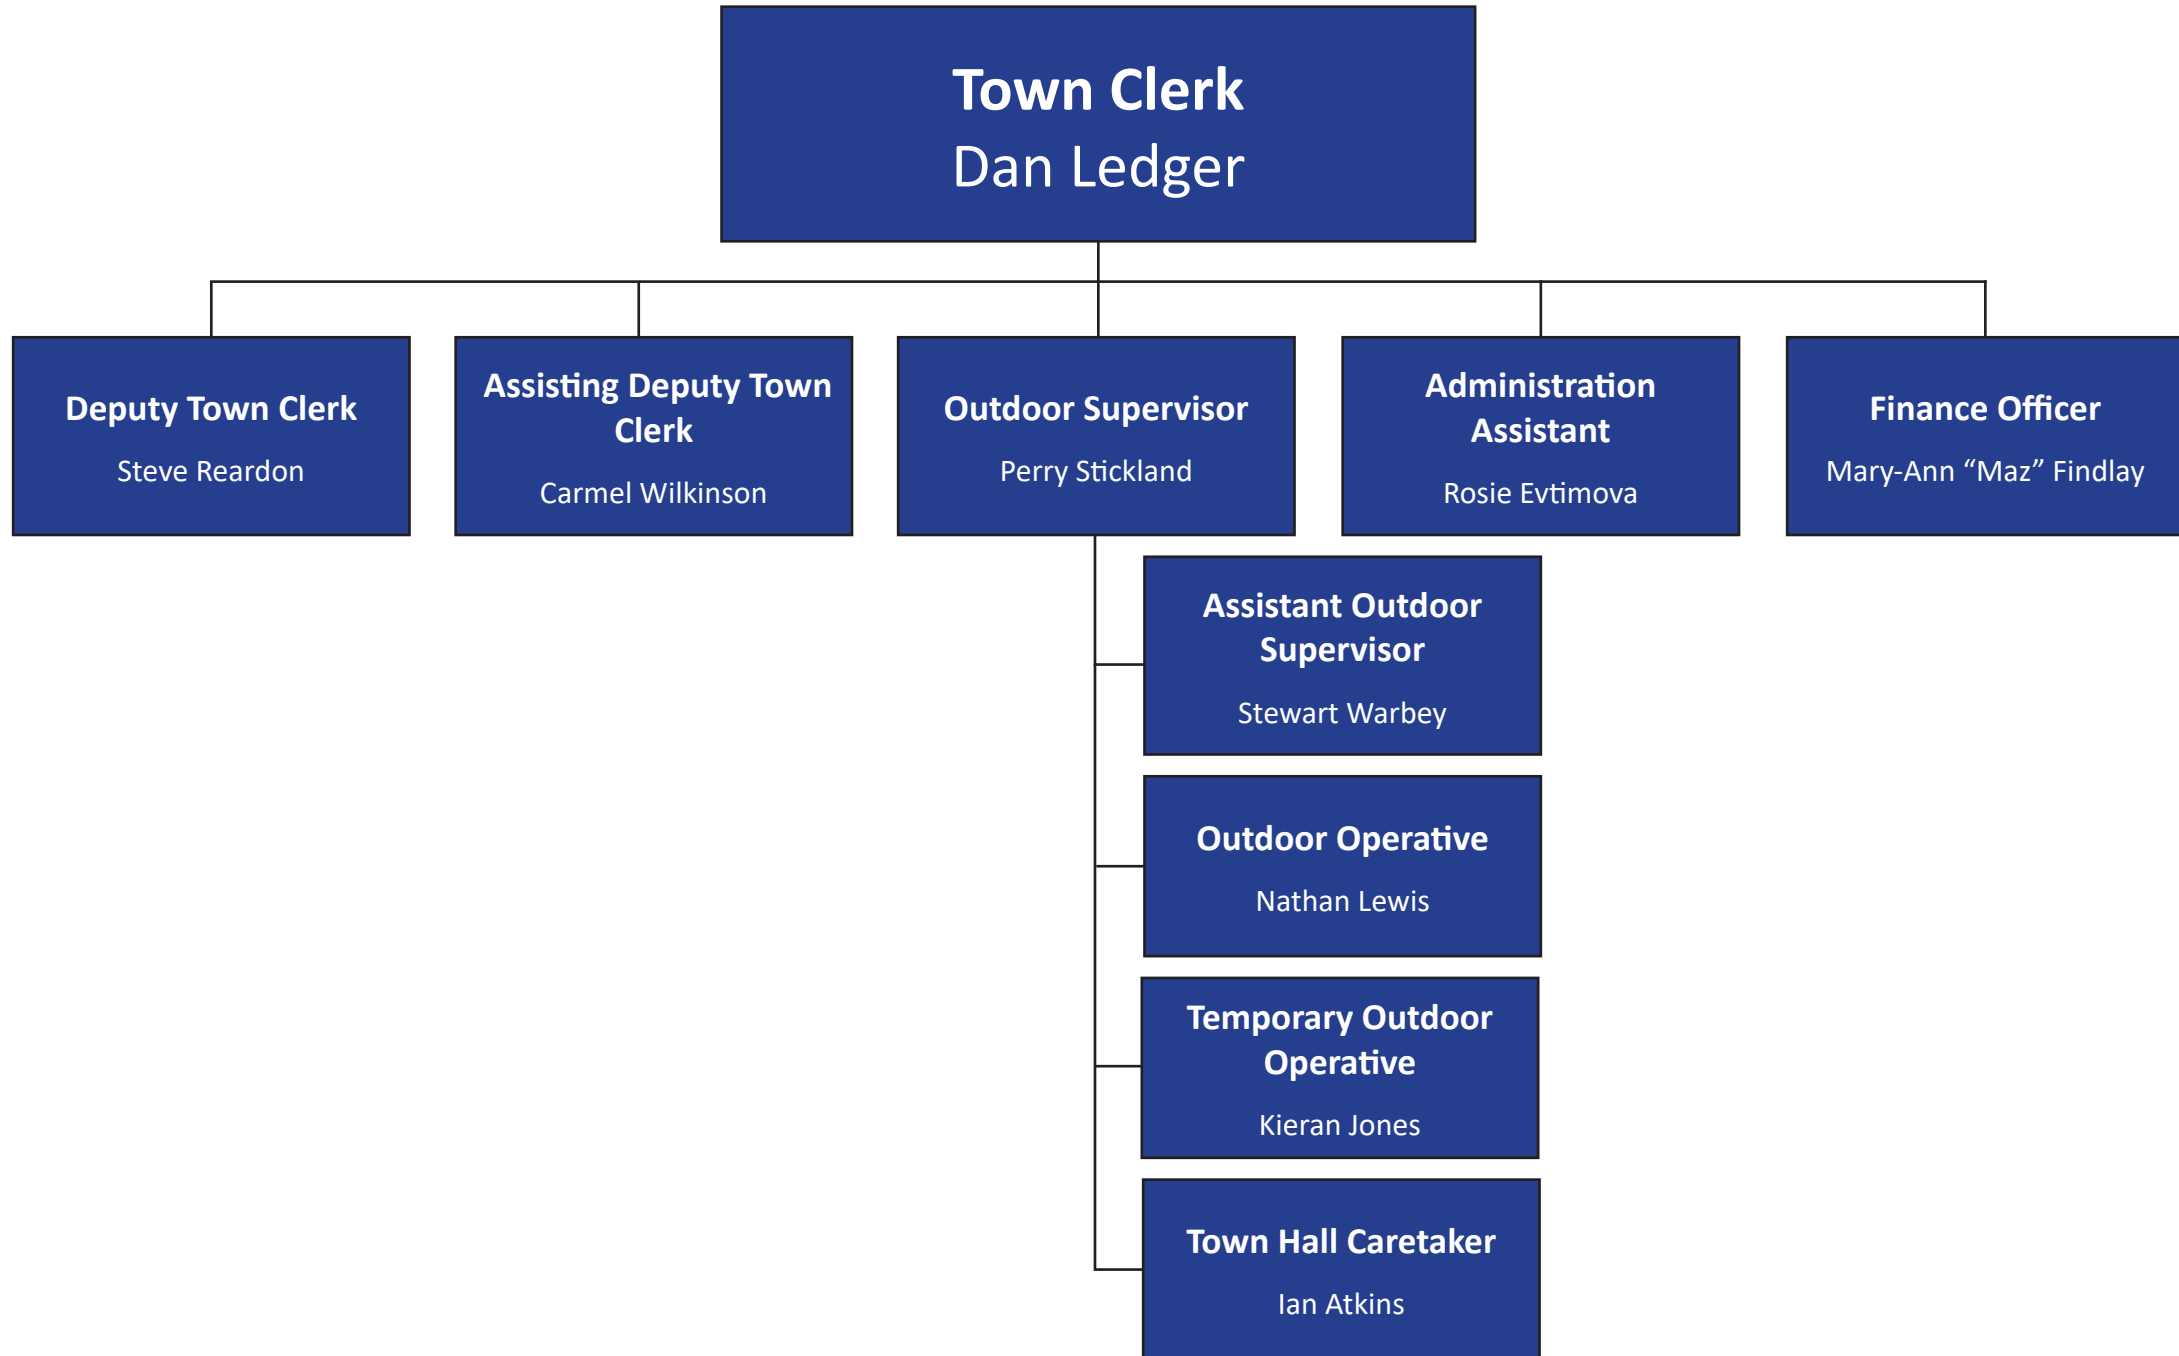 Town Clerk
Dan Ledger
Deputy Town Clerk
Steve Reardon
Assisting Deputy Town
Clerk
Carmel Wilkinson
Outdoor Supervisor
Perry Stickland
Administration
Assistant
Rosie Evtimova
Finance Officer
Mary-Ann “Maz” Findlay
Assistant Outdoor
Supervisor
Stewart Warbey
Outdoor Operative
Nathan Lewis
Temporary Outdoor
Operative
Kieran Jones
Town Hall Caretaker
Ian Atkins